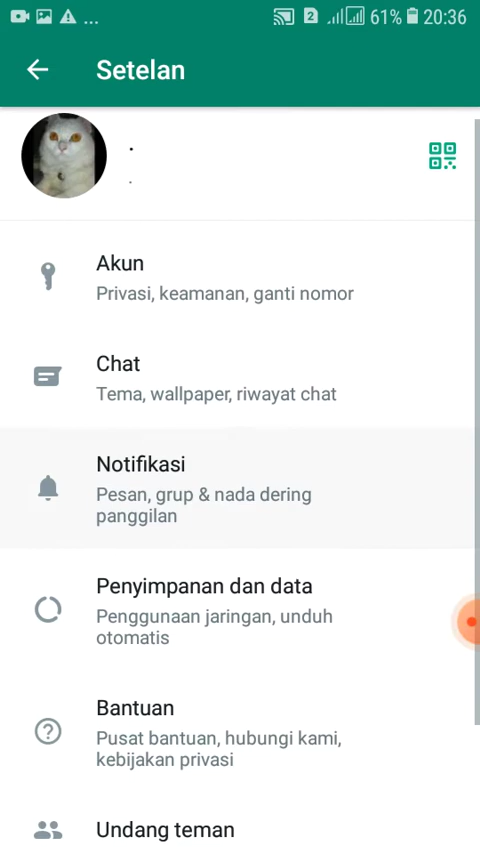 ... 2 61% 20:36
Setelan
.
.
Akun
Privasi, keamanan, ganti nomor
Chat
Tema, wallpaper, riwayat chat
Notifikasi
Pesan, grup & nada dering
panggilan
Penyimpanan dan data
Penggunaan jaringan, unduh
otomatis
Bantuan
Pusat bantuan, hubungi kami,
kebijakan privasi
Undang teman